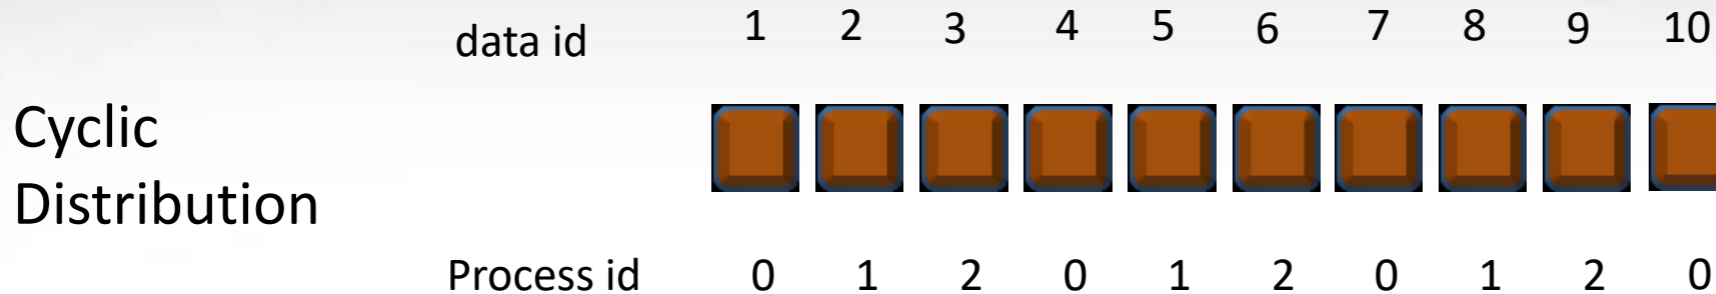 data id 1 2 3 4 5 6 7 8 9 10
Cyclic
Distribution
Process id 0 1 2 0 1 2 0 1 2 0